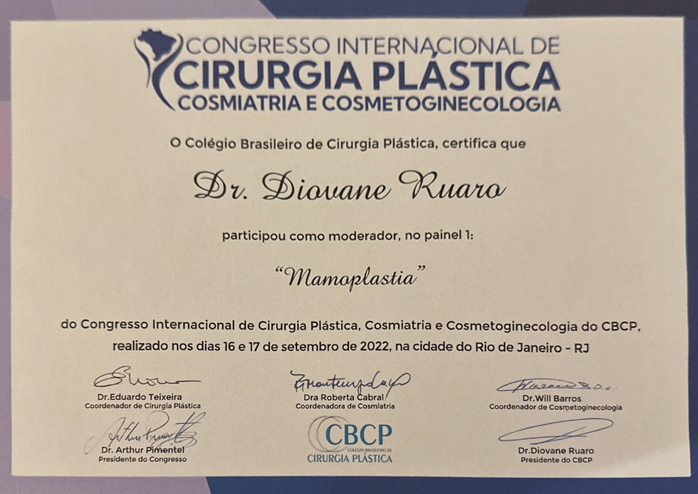 CONGRESSO INTERNACIONAL DE
CIRURGIA PLÁSTICA
COSMIATRIA E COSMETOGINECOLOGIA
O Colégio Brasileiro de Cirurgia Plástica, certifica que
Dr. Diovane Ruaro
participou como moderador, no painel 1:
“Mamoplastia”
do Congresso Internacional de Cirurgia Plástica, Cosmiatria e Cosmetoginecologia do CBCP,
realizado nos dias 16 e 17 de setembro de 2022, na cidade do Rio de Janeiro - RJ
Dr.Eduardo Teixeira
Coordenador de Cirurgia Plástica
Dra Roberta Cabral
Coordenadora de Cosmiatria
Dr.Will Barros
Coordenador de Cosmetoginecologia
Dr. Arthur Pimentel
Presidente do Congresso
CBCP
COLÉGIO BRASILEIRO DE
CIRURGIA PLÁSTICA
Dr.Diovane Ruaro
Presidente do CBCP